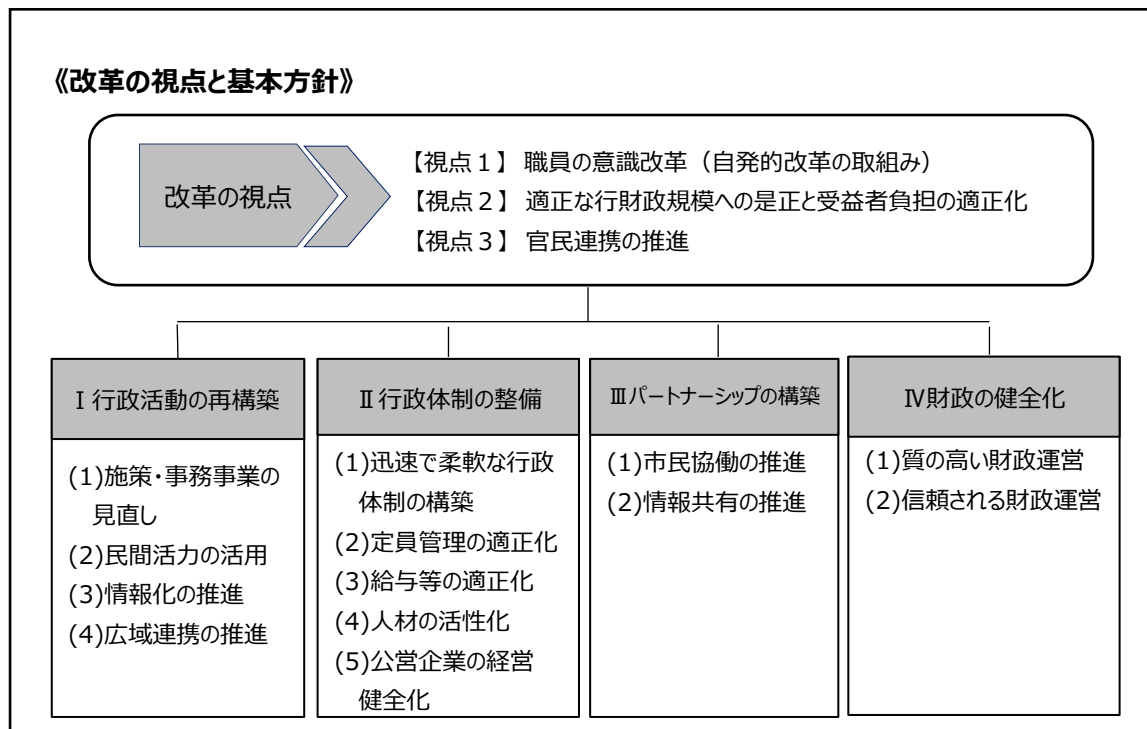 《改革の視点と基本方針》
改革の視点
【視点１】 職員の意識改革（自発的改革の取組み）
【視点２】 適正な行財政規模への是正と受益者負担の適正化
【視点３】 官民連携の推進
Ⅰ行政活動の再構築
(1)施策・事務事業の
見直し
(2)民間活力の活用
(3)情報化の推進
(4)広域連携の推進
Ⅱ行政体制の整備
(1)迅速で柔軟な行政
体制の構築
(2)定員管理の適正化
(3)給与等の適正化
(4)人材の活性化
(5)公営企業の経営
健全化
Ⅲパートナーシップの構築
(1)市民協働の推進
(2)情報共有の推進
Ⅳ財政の健全化
(1)質の高い財政運営
(2)信頼される財政運営